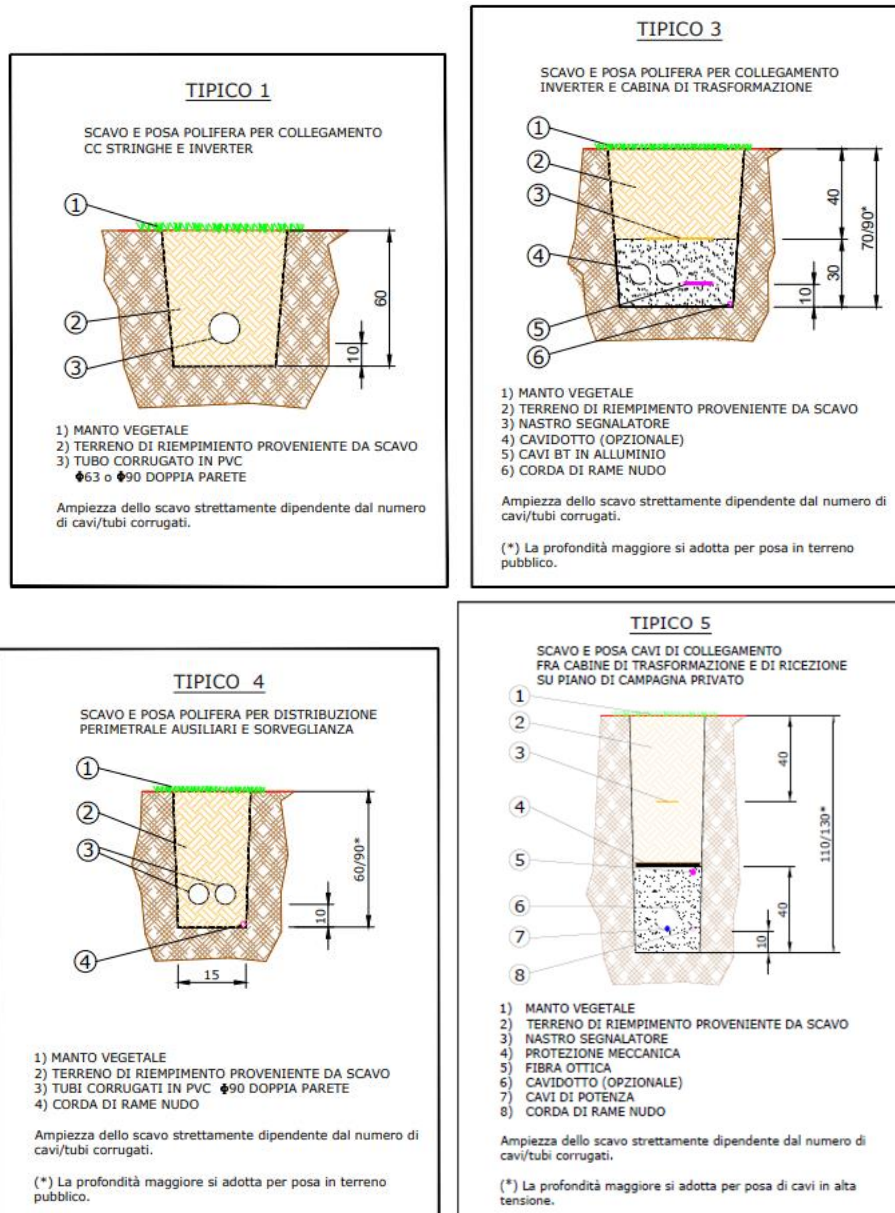 TIPICO 1
SCAVO E POSA POLIFERA PER COLLEGAMENTO
CC STRINGHE E INVERTER
1
2
3
60
10
1) MANTO VEGETALE
2) TERRENO DI RIEMPIMIENTO PROVENIENTE DA SCAVO
3) TUBO CORRUGATO IN PVC
Φ63 o Φ90 DOPPIA PARETE
Ampiezza dello scavo strettamente dipendente dal numero
di cavi/tubi corrugati.
TIPICO 3
SCAVO E POSA POLIFERA PER COLLEGAMENTO
INVERTER E CABINA DI TRASFORMAZIONE
1
2
3
4
5
6
40
30
10
70/90*
1) MANTO VEGETALE
2) TERRENO DI RIEMPIMENTO PROVENIENTE DA SCAVO
3) NASTRO SEGNALATORE
4) CAVIDOTTO (OPZIONALE)
5) CAVI BT IN ALLUMINIO
6) CORDA DI RAME NUDO
Ampiezza dello scavo strettamente dipendente dal numero di
cavi/tubi corrugati.
(*) La profondità maggiore si adotta per posa in terreno
pubblico.
TIPICO 4
SCAVO E POSA POLIFERA PER DISTRIBUZIONE
PERIMETRALE AUSILIARI E SORVEGLIANZA
1
2
3
4
60/90*
10
15
1) MANTO VEGETALE
2) TERRENO DI RIEMPIMENTO PROVENIENTE DA SCAVO
3) TUBI CORRUGATI IN PVC Φ90 DOPPIA PARETE
4) CORDA DI RAME NUDO
Ampiezza dello scavo strettamente dipendente dal numero di
cavi/tubi corrugati.
(*) La profondità maggiore si adotta per posa in terreno
pubblico.
TIPICO 5
SCAVO E POSA CAVI DI COLLEGAMENTO
FRA CABINE DI TRASFORMAZIONE E DI RICEZIONE
SU PIANO DI CAMPAGNA PRIVATO
1
2
3
4
5
6
7
8
40
40
10
110/130*
1) MANTO VEGETALE
2) TERRENO DI RIEMPIMENTO PROVENIENTE DA SCAVO
3) NASTRO SEGNALATORE
4) PROTEZIONE MECCANICA
5) FIBRA OTTICA
6) CAVIDOTTO (OPZIONALE)
7) CAVI DI POTENZA
8) CORDA DI RAME NUDO
Ampiezza dello scavo strettamente dipendente dal numero di
cavi/tubi corrugati.
(*) La profondità maggiore si adotta per posa di cavi in alta
tensione.